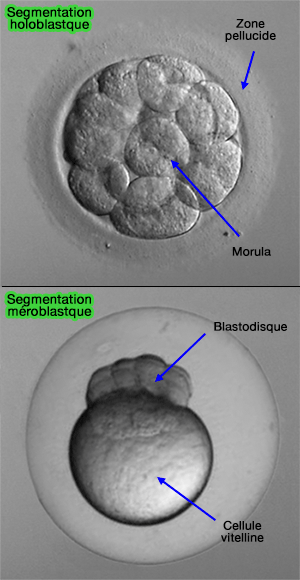 Segmentation
holoblastque
Zone
pellucide
Morula
Segmentation
méroblastque
Blastodisque
Cellule
vitelline